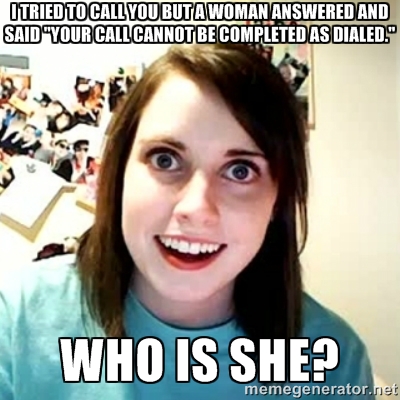 I TRIED TO CALL YOU BUT A WOMAN ANSWERED AND
SAID "YOUR CALL CANNOT BE COMPLETED AS DIALED."
WHO IS SHE?
memegenerator.net